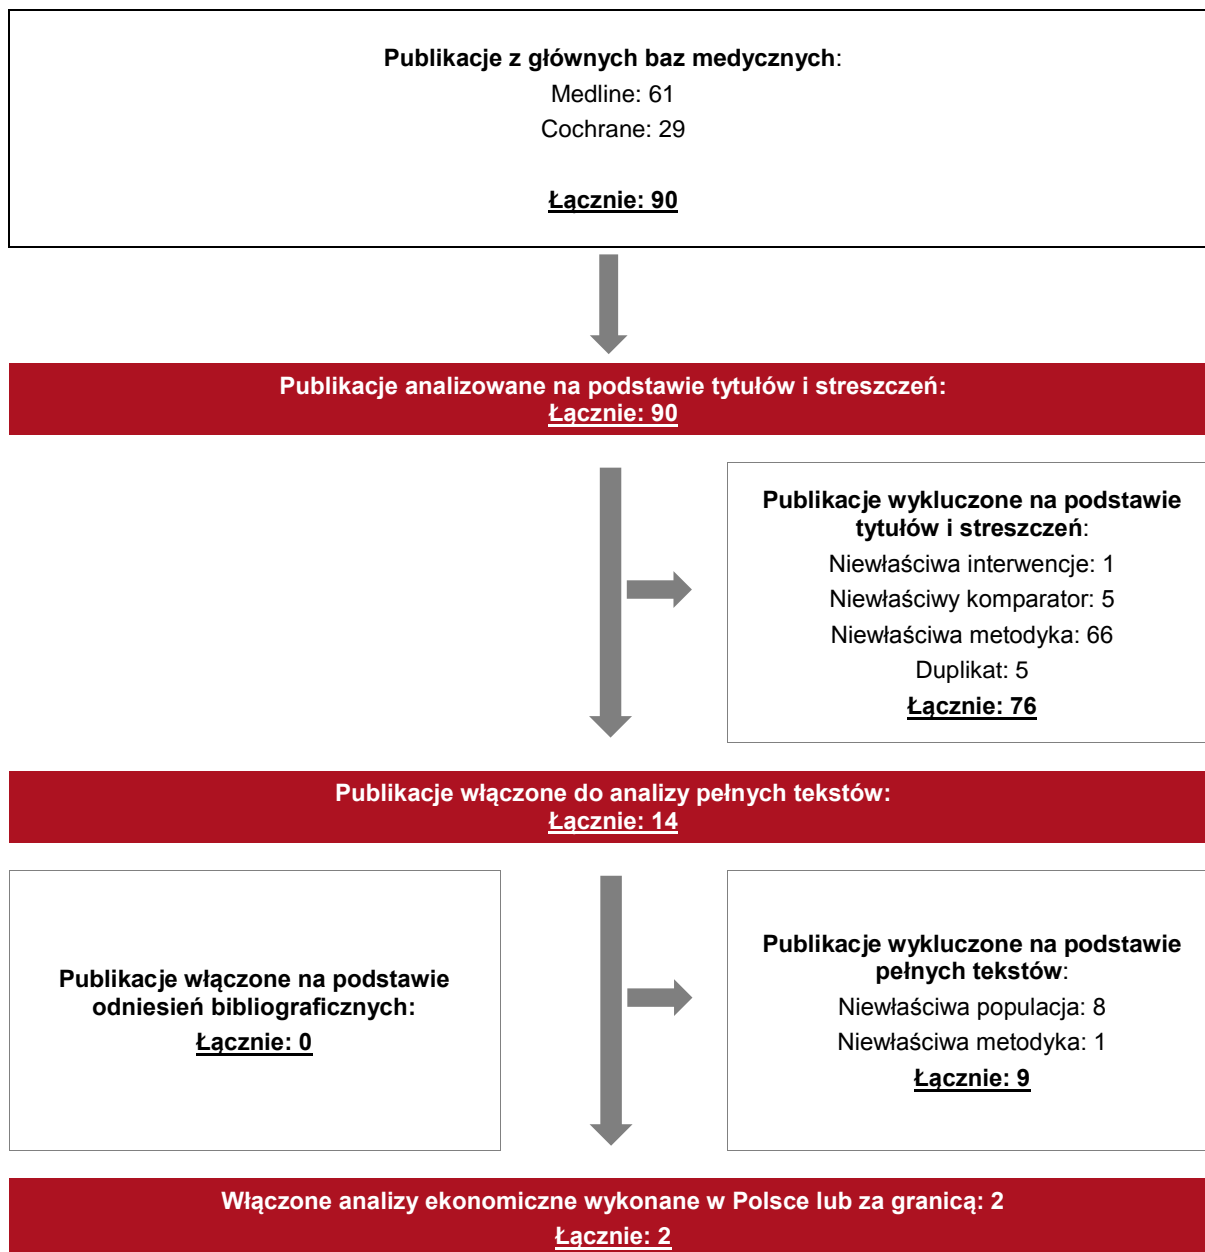 Publikacje z głównych baz medycznych:
Medline: 61
Cochrane: 29
Łącznie: 90
Publikacje analizowane na podstawie tytułów i streszczeń:
Łącznie: 90
Publikacje wykluczone na podstawie
tytułów i streszczeń:
Niewłaściwa interwencje: 1
Niewłaściwy komparator: 5
Niewłaściwa metodyka: 66
Duplikat: 5
Łącznie: 76
Publikacje włączone do analizy pełnych tekstów:
Łącznie: 14
Publikacje włączone na podstawie
odniesień bibliograficznych:
Łącznie: 0
Publikacje wykluczone na podstawie
pełnych tekstów:
Niewłaściwa populacja: 8
Niewłaściwa metodyka: 1
Łącznie: 9
Włączone analizy ekonomiczne wykonane w Polsce lub za granicą: 2
Łącznie: 2